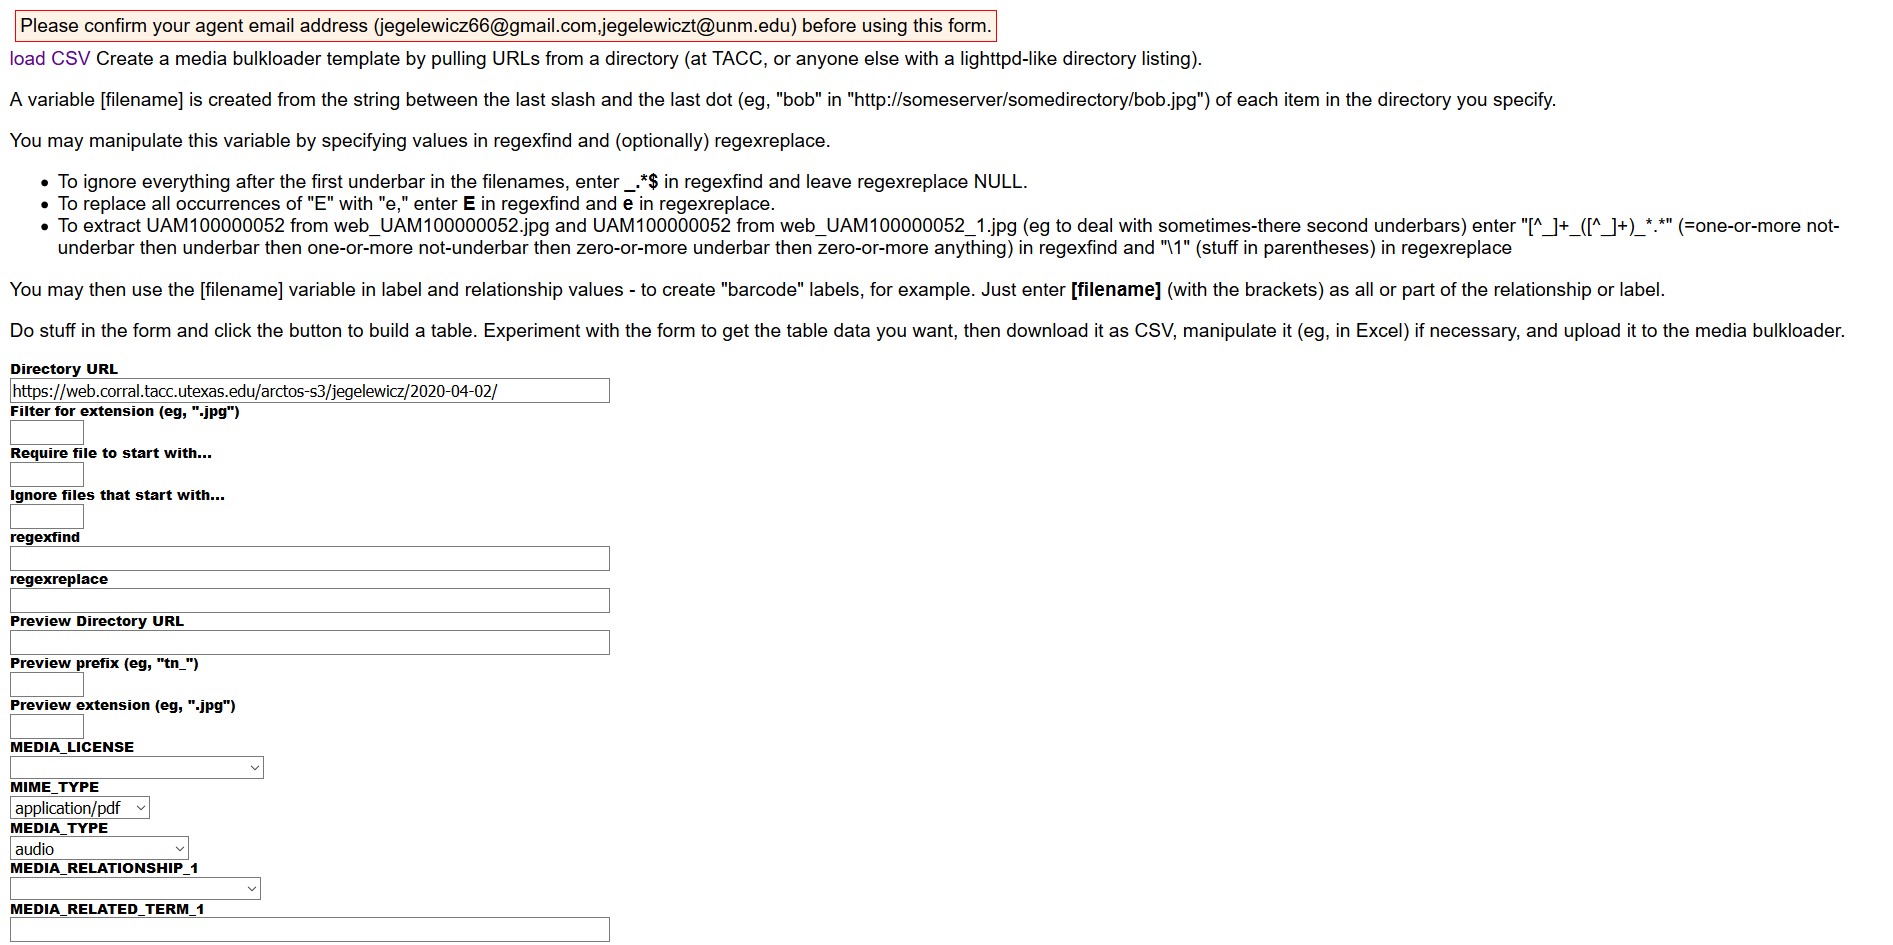 Please confirm your agent email address (jegelewicz66@gmail.com,jegelewiczt@unm.edu) before using this form.
load CSV Create a media bulkloader template by pulling URLs from a directory (at TACC, or anyone else with a lighttpd-like directory listing).
A variable [filename] is created from the string between the last slash and the last dot (eg, "bob" in "http://someserver/somedirectory/bob.jpg") of each item in the directory you specify.
You may manipulate this variable by specifying values in regexfind and (optionally) regexreplace.
• To ignore everything after the first underbar in the filenames, enter _.*$ in regexfind and leave regexreplace NULL.
• To replace all occurrences of "E" with "e," enter E in regexfind and e in regexreplace.
• To extract UAM100000052 from web_UAM100000052.jpg and UAM100000052 from web_UAM100000052_1.jpg (eg to deal with sometimes-there second underbars) enter "[^_]+_([^_]+)_*.*" (=one-or-more not-
underbar then underbar then one-or-more not-underbar then zero-or-more underbar then zero-or-more anything) in regexfind and "\1" (stuff in parentheses) in regexreplace
You may then use the [filename] variable in label and relationship values - to create "barcode" labels, for example. Just enter [filename] (with the brackets) as all or part of the relationship or label.
Do stuff in the form and click the button to build a table. Experiment with the form to get the table data you want, then download it as CSV, manipulate it (eg, in Excel) if necessary, and upload it to the media bulkloader.
Directory URL
https://web.corral.tacc.utexas.edu/arctos-s3/jegelewicz/2020-04-02/
Filter for extension (eg, ".jpg")
Require file to start with...
Ignore files that start with...
regexfind
regexreplace
Preview Directory URL
Preview prefix (eg, "tn_")
Preview extension (eg, ".jpg")
MEDIA_LICENSE
MIME_TYPE
application/pdf
MEDIA_TYPE
audio
MEDIA_RELATIONSHIP_1
MEDIA_RELATED_TERM_1